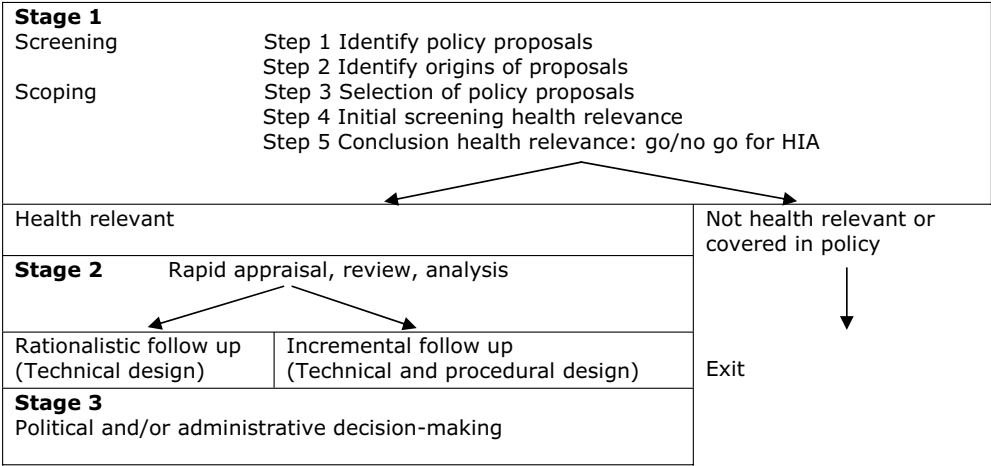 Stage 1
Screening Step 1 Identify policy proposals
Step 2 Identify origins of proposals
Scoping Step 3 Selection of policy proposals
Step 4 Initial screening health relevance
Step 5 Conclusion health relevance: go/no go for HIA
Health relevant
Not health relevant or
covered in policy
Stage 2 Rapid appraisal, review, analysis
Rationalistic follow up
(Technical design)
Incremental follow up
(Technical and procedural design)
Exit
Stage 3
Political and/or administrative decision-making